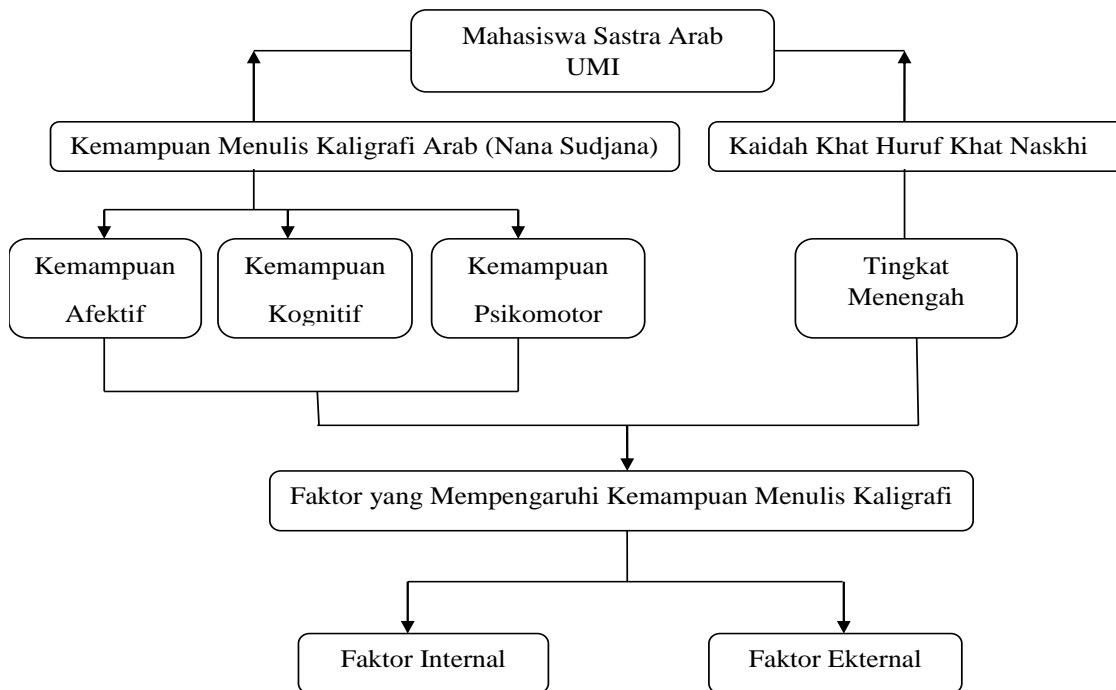 Mahasiswa Sastra Arab
UMI
Kemampuan Menulis Kaligrafi Arab (Nana Sudjana)
Kaidah Khat Huruf Khat Naskhi
Kemampuan
Afektif
Kemampuan
Kognitif
Kemampuan
Psikomotor
Tingkat
Menengah
Faktor yang Mempengaruhi Kemampuan Menulis Kaligrafi
Faktor Internal
Faktor Ekternal